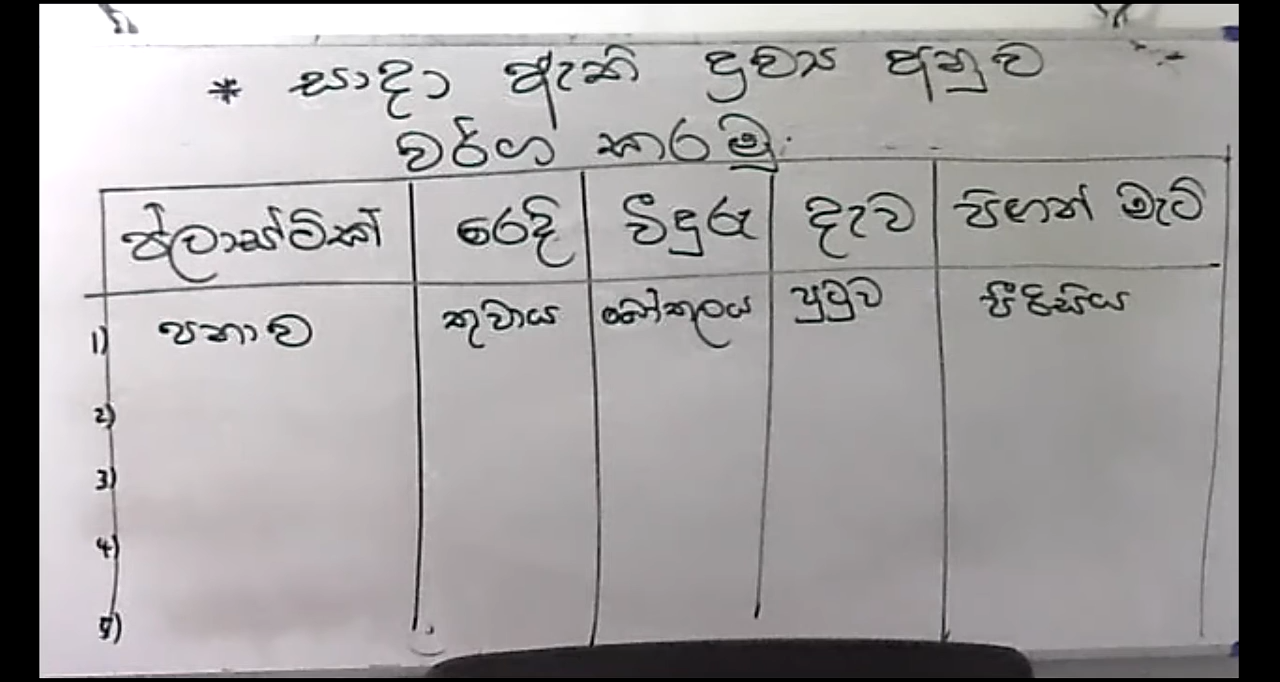 * සාදා ඇති ද්‍රව්‍ය අනුව
වර්ග කරමු.
ප්ලාස්ටික් රෙදි වීදුරු දැව පිඟන් මැටි
1) පනාව තුවාය බෝතලය පුටුව පීරිසිය
2)
3)
4)
5)